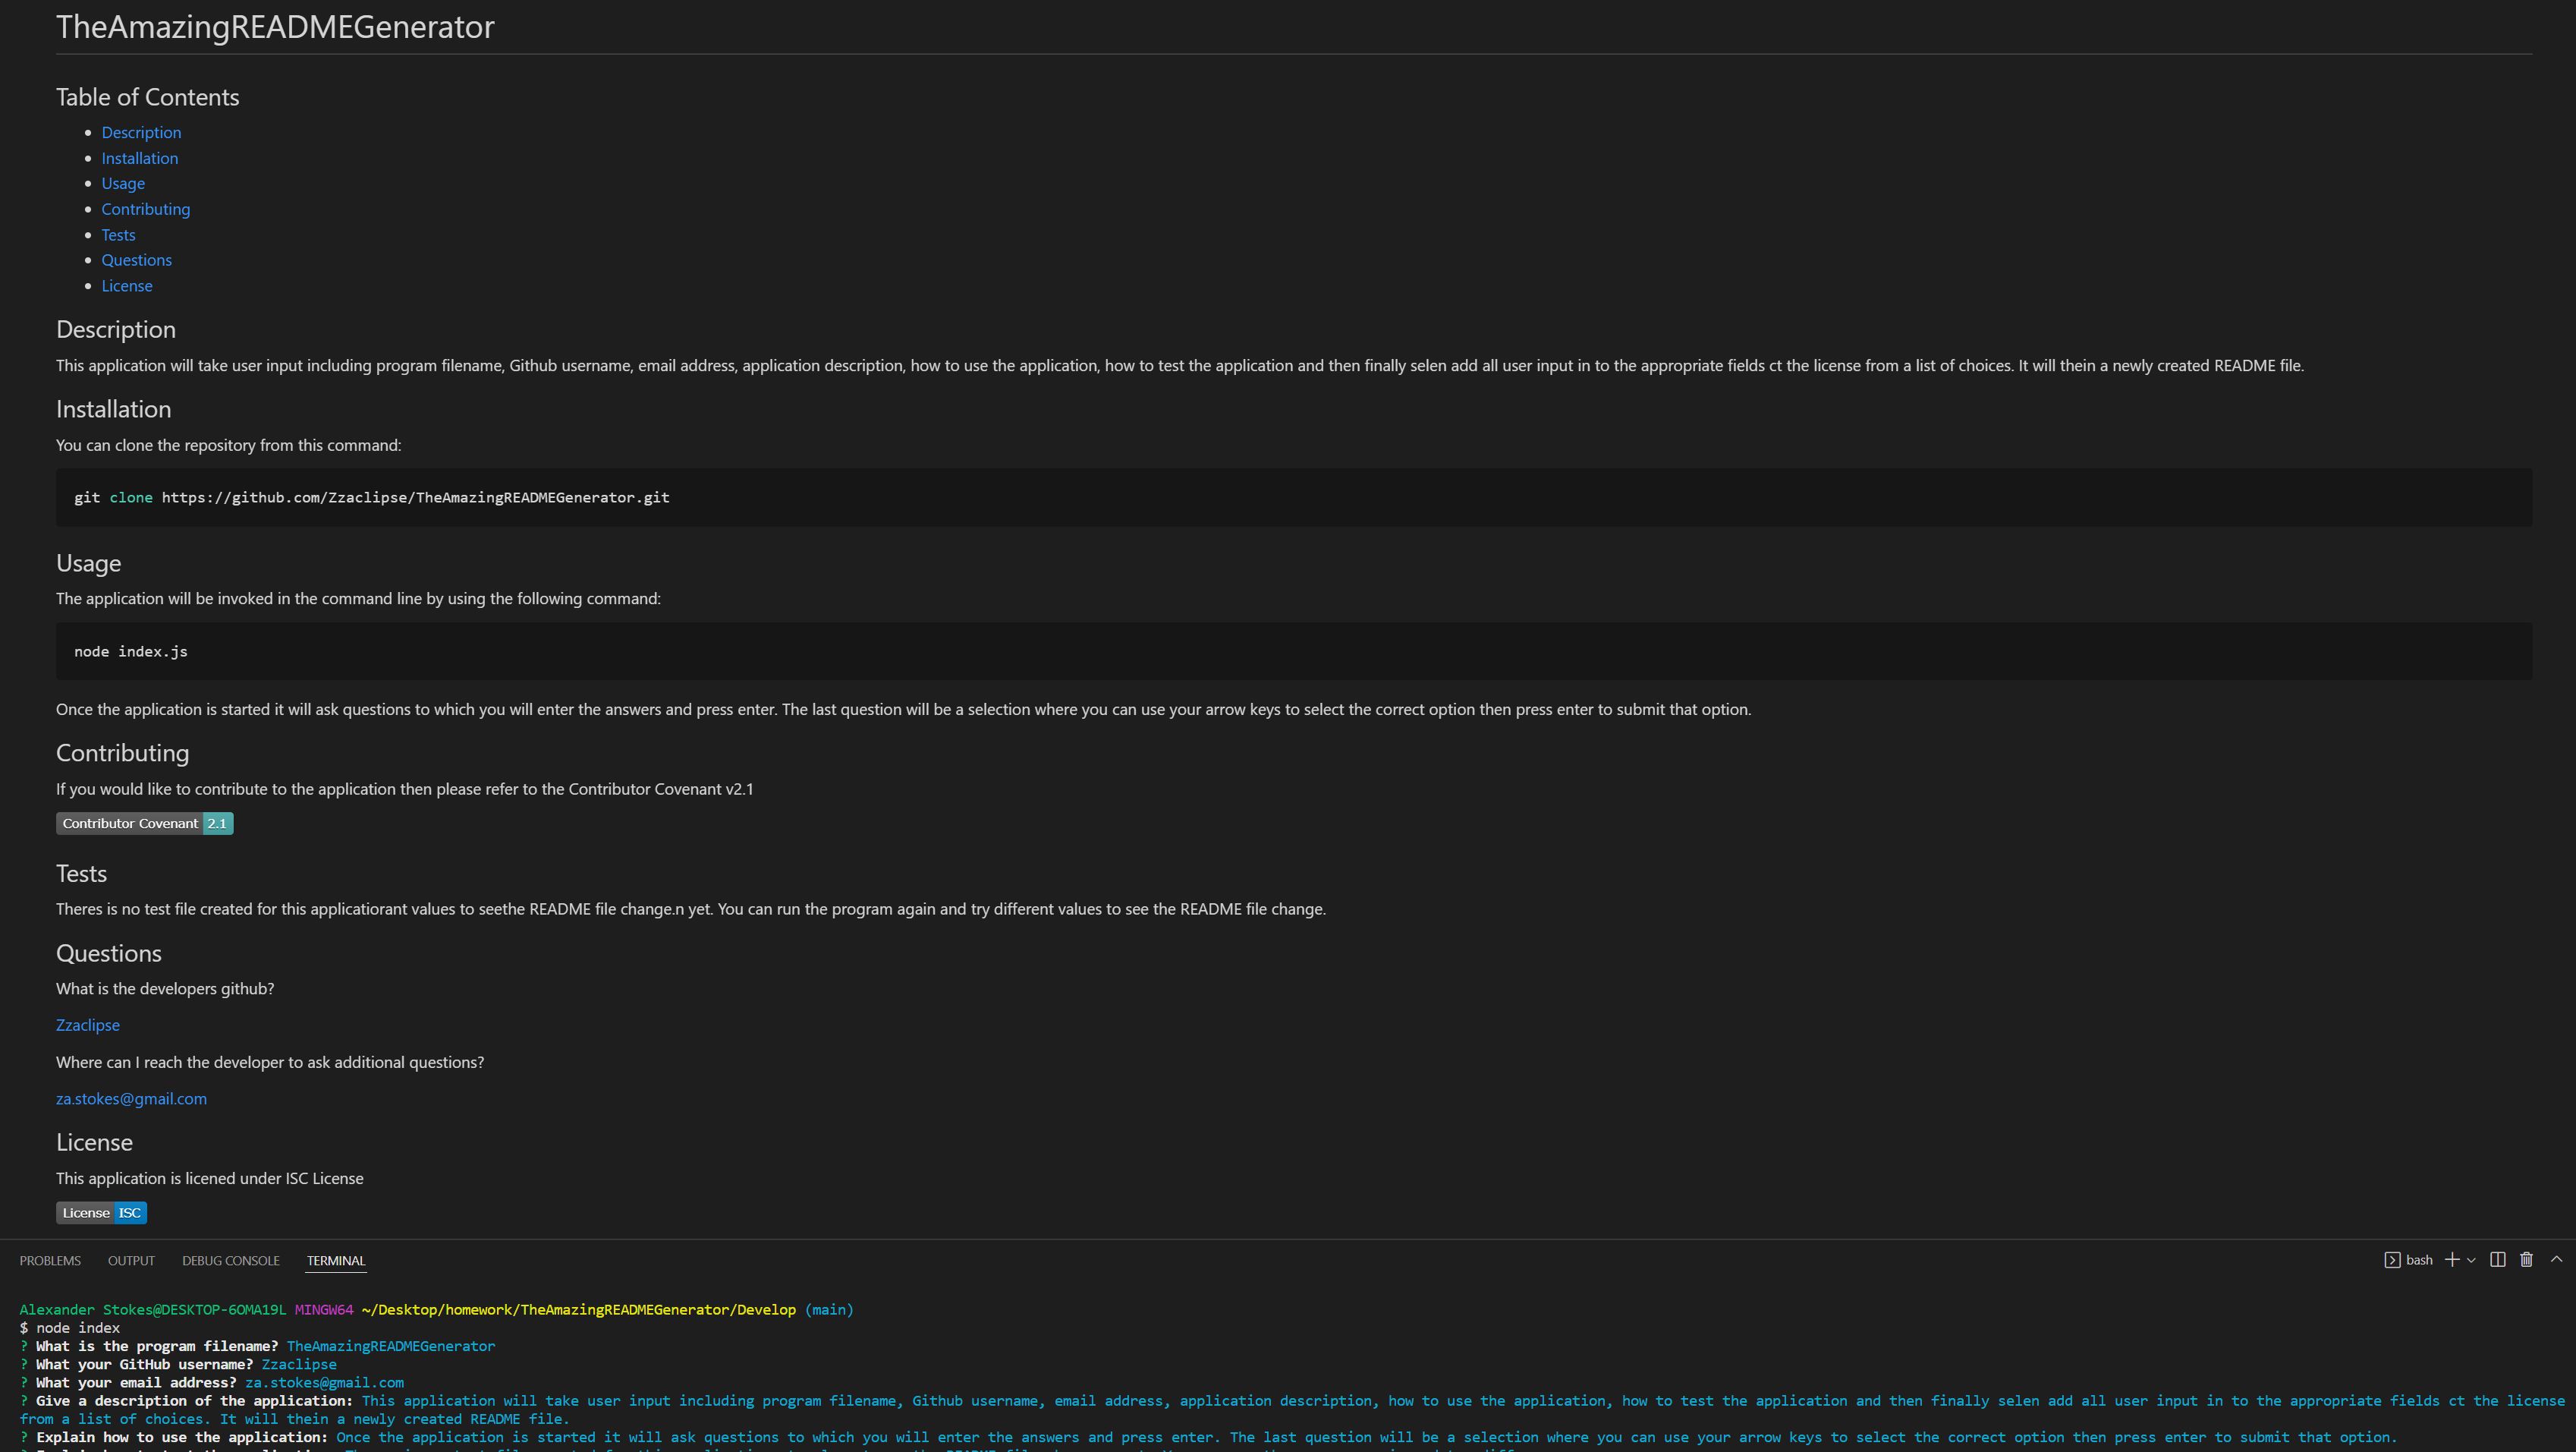 TheAmazingREADMEGenerator
Table of Contents
Description
Installation
Usage
Contributing
Tests
Questions
License
Description
This application will take user input including program filename, Github username, email address, application description, how to use the application, how to test the application and then finally selen add all user input in to the appropriate fields ct the license from a list of choices. It will thein a newly created README file.
Installation
You can clone the repository from this command:
git clone https://github.com/Zzaclipse/TheAmazingREADMEGenerator.git
Usage
The application will be invoked in the command line by using the following command:
node index.js
Once the application is started it will ask questions to which you will enter the answers and press enter. The last question will be a selection where you can use your arrow keys to select the correct option then press enter to submit that option.
Contributing
If you would like to contribute to the application then please refer to the Contributor Covenant v2.1
Contributor Covenant 2.1
Tests
Theres is no test file created for this applicatiorant values to seethe README file change.n yet. You can run the program again and try different values to see the README file change.
Questions
What is the developers github?
Zzaclipse
Where can I reach the developer to ask additional questions?
za.stokes@gmail.com
License
This application is licened under ISC License
License ISC
PROBLEMS OUTPUT DEBUG CONSOLE TERMINAL bash
Alexander Stokes@DESKTOP-6OMA19L MINGW64 ~/Desktop/homework/TheAmazingREADMEGenerator/Develop (main)
$ node index
? What is the program filename? TheAmazingREADMEGenerator
? What your GitHub username? Zzaclipse
? What your email address? za.stokes@gmail.com
? Give a description of the application: This application will take user input including program filename, Github username, email address, application description, how to use the application, how to test the application and then finally selen add all user input in to the appropriate fields ct the license
from a list of choices. It will thein a newly created README file.
? Explain how to use the application: Once the application is started it will ask questions to which you will enter the answers and press enter. The last question will be a selection where you can use your arrow keys to select the correct option then press enter to submit that option.